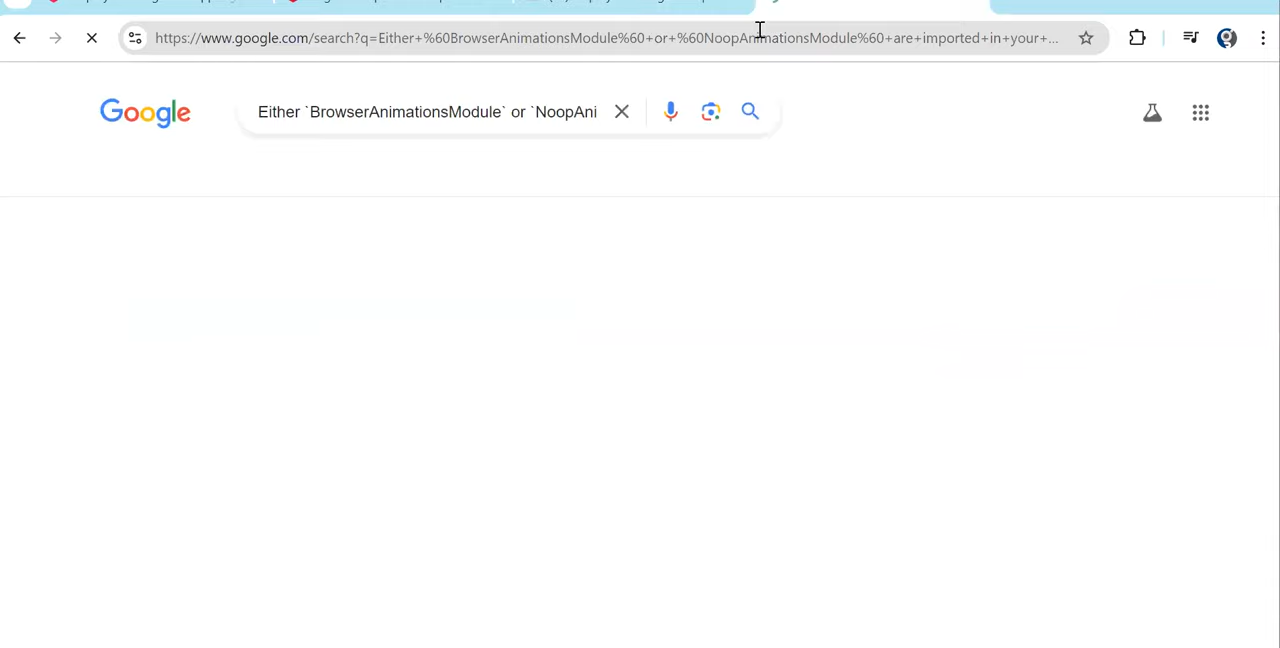 https://www.google.com/search?q=Either+%60BrowserAnimationsModule%60+or+%60NoopAnimationsModule%60+are+imported+in+your+...
Google
Either `BrowserAnimationsModule` or `NoopAni